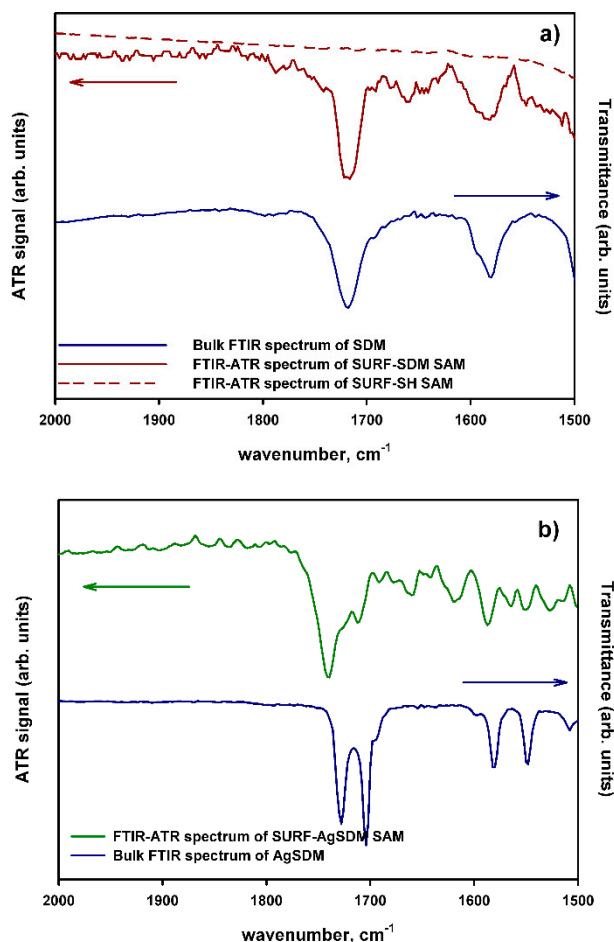 a)
ATR signal (arb. units)
Transmittance (arb. units)
Bulk FTIR spectrum of SDM
FTIR-ATR spectrum of SURF-SDM SAM
FTIR-ATR spectrum of SURF-SH SAM
2000 1900 1800 1700 1600 1500
wavenumber, cm-1
b)
ATR signal (arb. units)
Transmittance (arb. units)
FTIR-ATR spectrum of SURF-AgSDM SAM
Bulk FTIR spectrum of AgSDM
2000 1900 1800 1700 1600 1500
wavenumber, cm-1